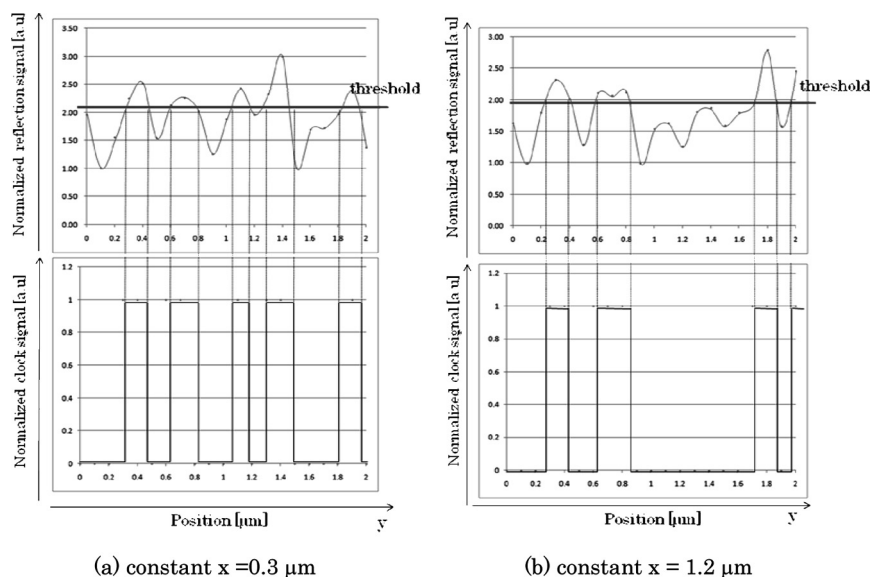 Normalized reflection signal [a u]
3.50
3.00
2.50
2.00
1.50
1.00
0.50
0.00
threshold
0 0.2 0.4 0.6 0.8 1 1.2 1.4 1.6 1.8 2
Normalized clock signal [a u]
1.2
1
0.8
0.6
0.4
0.2
0
0 0.2 0.4 0.6 0.8 1 1.2 1.4 1.6 1.8 2
Position [μm]
y
(a) constant x =0.3 μm
Normalized reflection signal [a u]
3.00
2.50
2.00
1.50
1.00
0.50
0.00
threshold
0 0.2 0.4 0.6 0.8 1 1.2 1.4 1.6 1.8 2
Normalized clock signal [a u]
1.2
1
0.8
0.6
0.4
0.2
0
0 0.2 0.4 0.6 0.8 1 1.2 1.4 1.6 1.8 2
Position [μm]
y
(b) constant x = 1.2 μm